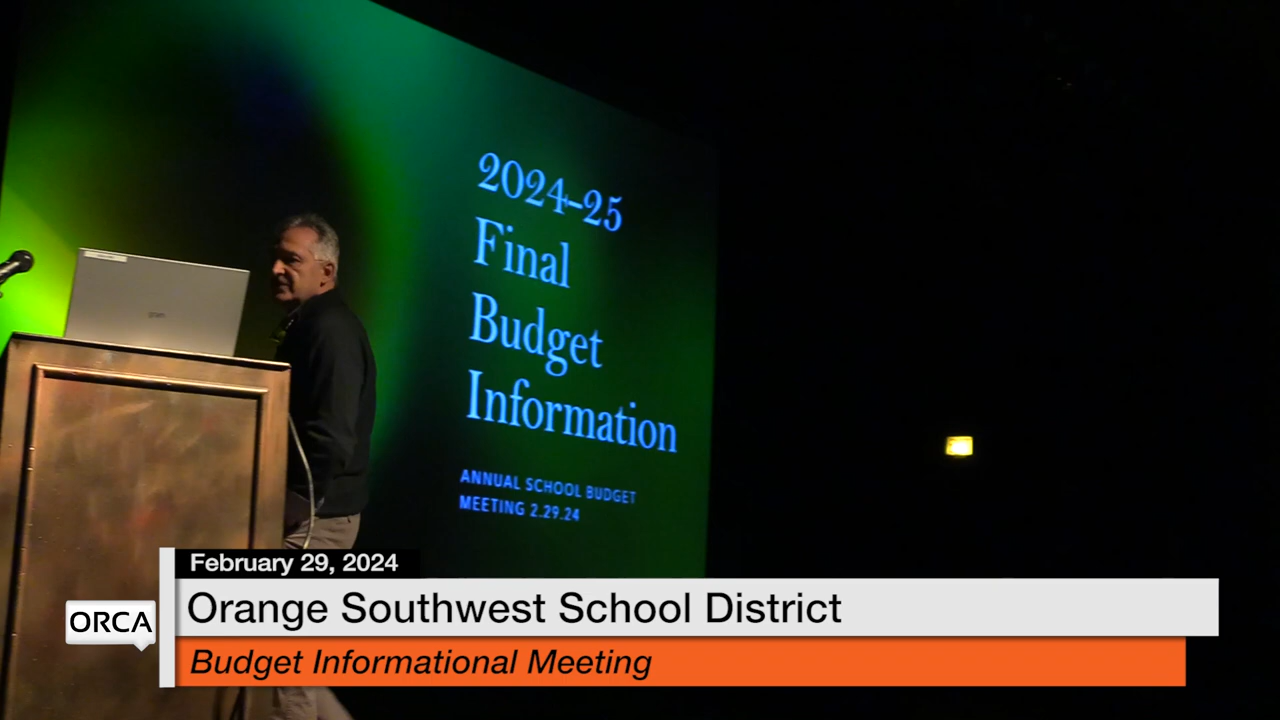 2024–25
Final
Budget
Information
ANNUAL SCHOOL BUDGET
MEETING 2.29.24
gram
February 29, 2024
Orange Southwest School District
ORCA
Budget Informational Meeting